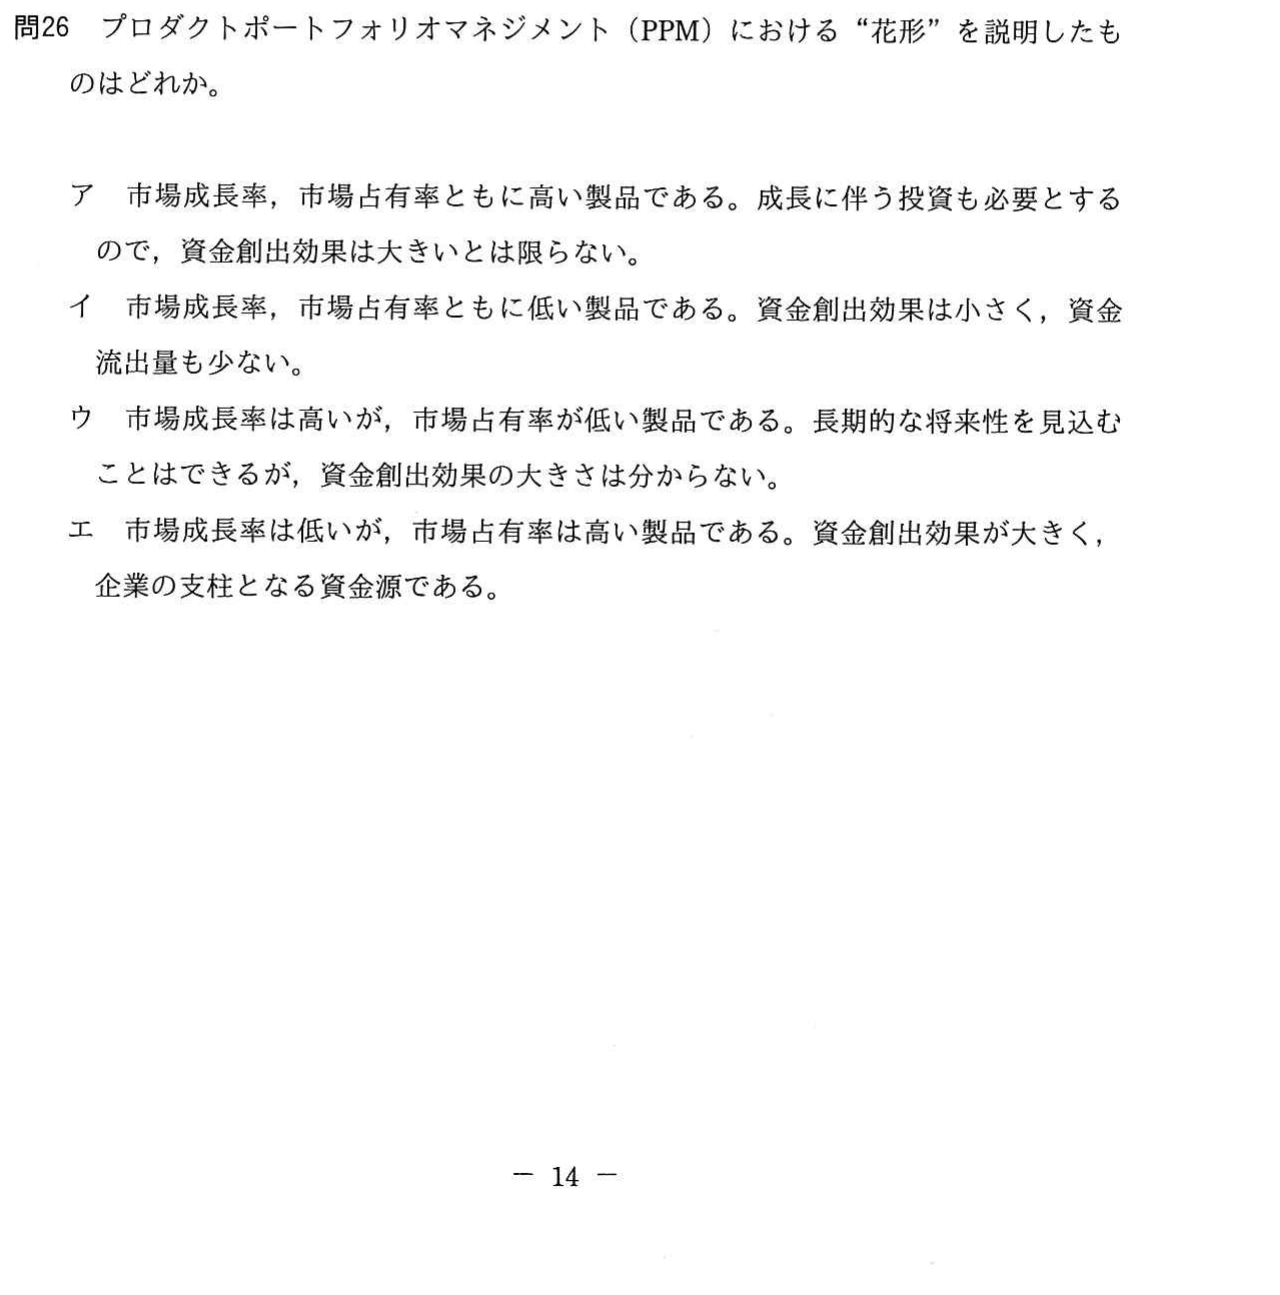 問26 プロダクトポートフォリオマネジメント（PPM）における“花形”を説明したも
のはどれか。
ア 市場成長率，市場占有率ともに高い製品である。成長に伴う投資も必要とする
ので，資金創出効果は大きいとは限らない。
イ 市場成長率，市場占有率ともに低い製品である。資金創出効果は小さく，資金
流出量も少ない。
ウ 市場成長率は高いが，市場占有率が低い製品である。長期的な将来性を見込む
ことはできるが，資金創出効果の大きさは分からない。
エ 市場成長率は低いが，市場占有率は高い製品である。資金創出効果が大きく，
企業の支柱となる資金源である。
－ 14 －